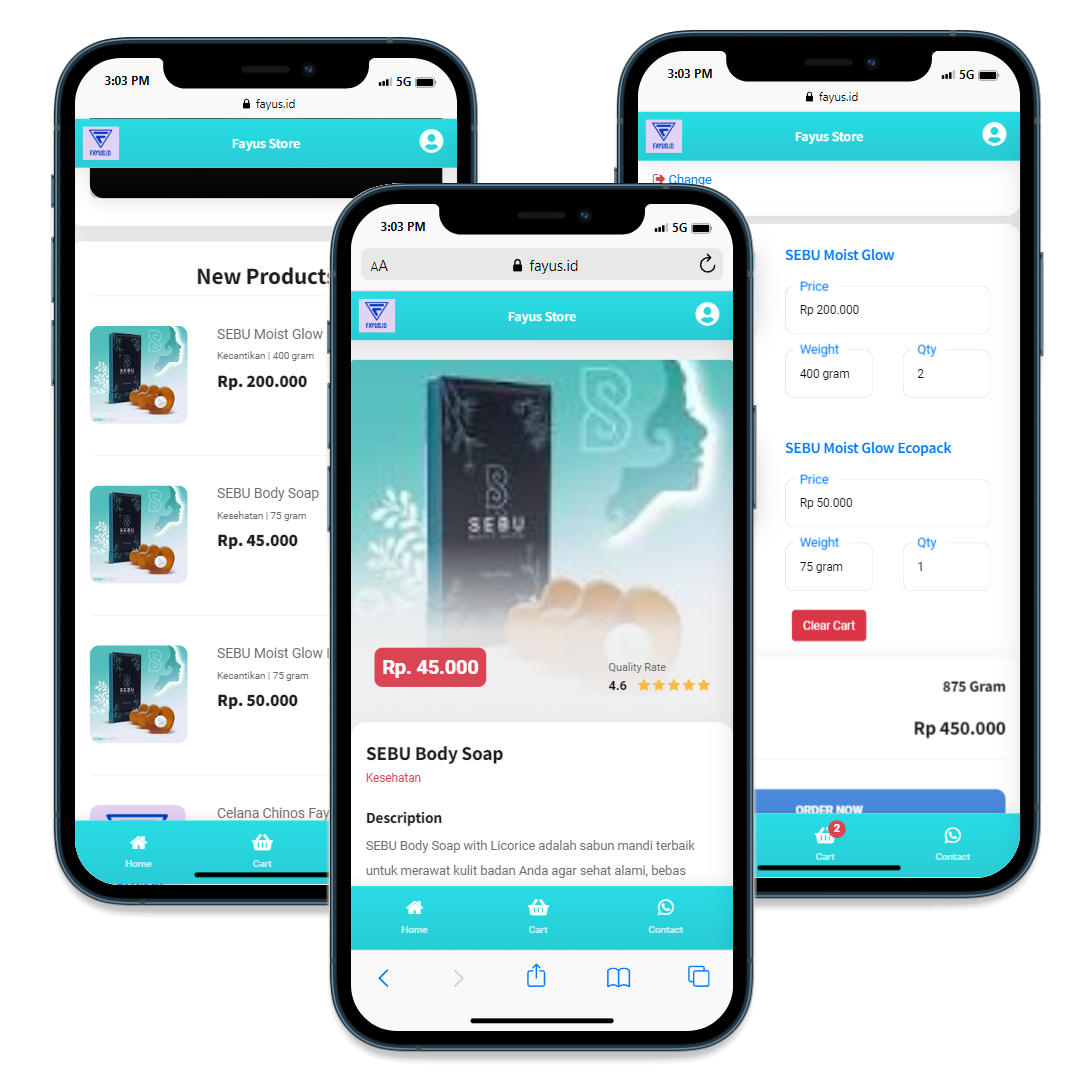 3:03 PM
5G
fayus.id
FAYUS.ID
Fayus Store
New Products
SEBU Moist Glow
Kecantikan | 400 gram
Rp. 200.000
SEBU Body Soap
Kesehatan | 75 gram
Rp. 45.000
SEBU Moist Glow
Kecantikan | 75 gram
Rp. 50.000
Celana Chinos Fay
Home
Cart
3:03 PM
5G
AA
fayus.id
FAYUS.ID
Fayus Store
SEBU
Rp. 45.000
Quality Rate
4.6
SEBU Body Soap
Kesehatan
Description
SEBU Body Soap with Licorice adalah sabun mandi terbaik
untuk merawat kulit badan Anda agar sehat alami, bebas
Home
Cart
Contact
3:03 PM
5G
fayus.id
FAYUS.ID
Fayus Store
Change
SEBU Moist Glow
Price
Rp 200.000
Weight
Qty
400 gram
2
SEBU Moist Glow Ecopack
Price
Rp 50.000
Weight
Qty
75 gram
1
Clear Cart
875 Gram
Rp 450.000
ORDER NOW
2
Cart
Contact